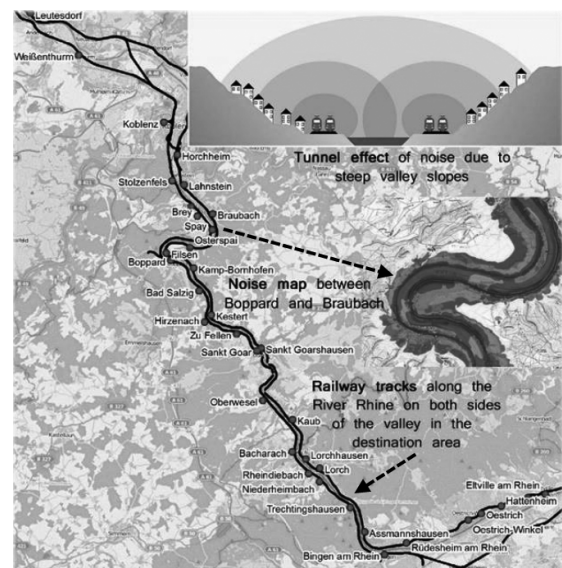 Leutesdorf
Weißenthurm
Koblenz
Horchheim
Stolzenfels
Lahnstein
Brey
Braubach
Spay
Osterspai
Filsen
Boppard
Kamp-Bornhofen
Bad Salzig
Kestert
Hirzenach
Zu Fellen
Sankt Goar
Sankt Goarshausen
Oberwesel
Kaub
Bacharach
Lorchhausen
Rheindiebach
Lorch
Niederheimbach
Trechtingshausen
Assmannshausen
Bingen am Rhein
Rüdesheim am Rhein
Eltville am Rhein
Hattenheim
Oestrich
Oestrich-Winkel
Tunnel effect of noise due to
steep valley slopes
Noise map between
Boppard and Braubach
Railway tracks along the
River Rhine on both sides
of the valley in the
destination area